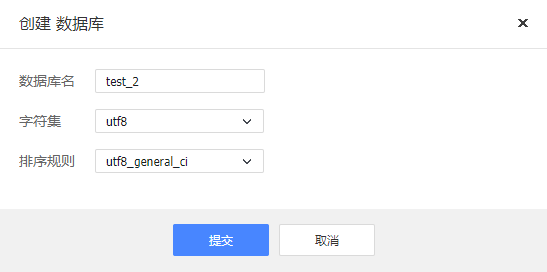 创建 数据库
数据库名 test_2
字符集 utf8
排序规则 utf8_general_ci
提交 取消